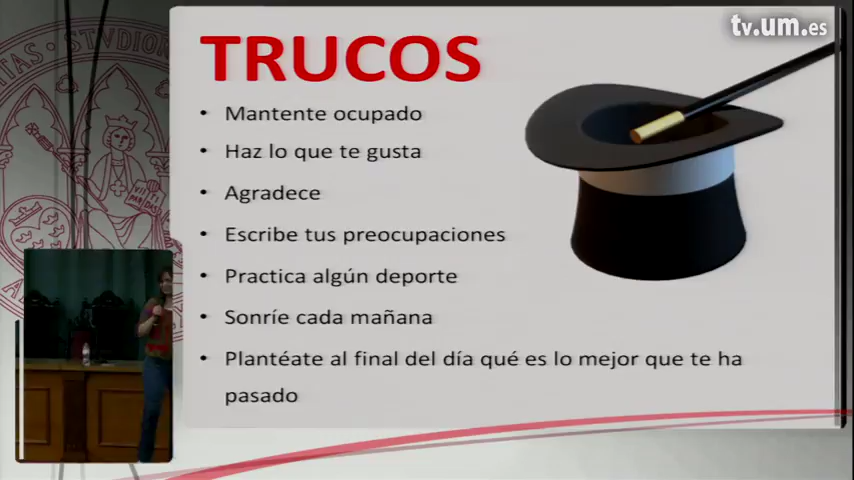 tv.um.es
TRUCOS
• Mantente ocupado
• Haz lo que te gusta
• Agradece
• Escribe tus preocupaciones
• Practica algún deporte
• Sonríe cada mañana
• Plantéate al final del día qué es lo mejor que te ha
pasado